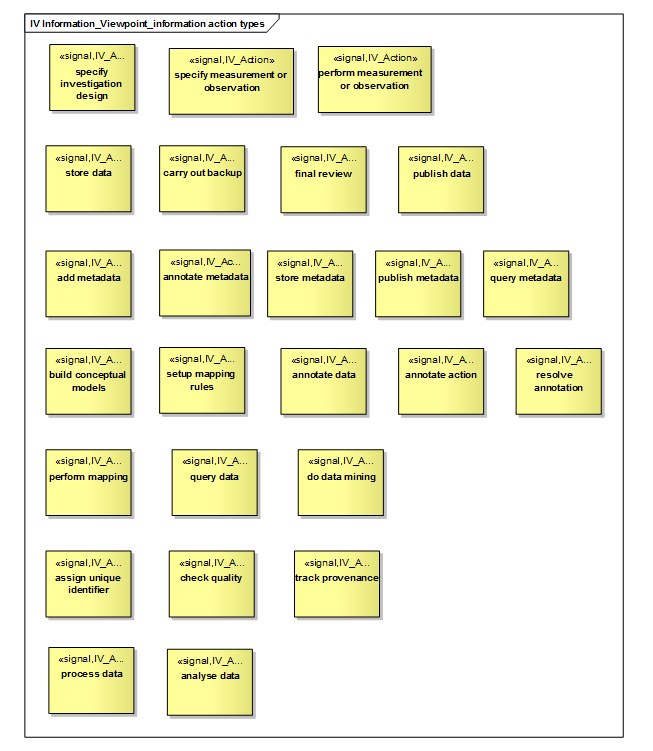 IV Information_Viewpoint_information action types
«signal,IV_A...
specify
investigation
design
«signal,IV_Action»
specify measurement or
observation
«signal,IV_Action»
perform measurement
or observation
«signal,IV_A...
store data
«signal,IV_A...
carry out backup
«signal,IV_A...
final review
«signal,IV_A...
publish data
«signal,IV_A...
add metadata
«signal,IV_Ac...
annotate metadata
«signal,IV_A...
store metadata
«signal,IV_A...
publish metadata
«signal,IV_A...
query metadata
«signal,IV_A...
build conceptual
models
«signal,IV_A...
setup mapping
rules
«signal,IV_A...
annotate data
«signal,IV_A...
annotate action
«signal,IV_A...
resolve
annotation
«signal,IV_A...
perform mapping
«signal,IV_A...
query data
«signal,IV_A...
do data mining
«signal,IV_A...
assign unique
identifier
«signal,IV_A...
check quality
«signal,IV_A...
track provenance
«signal,IV_A...
process data
«signal,IV_A...
analyse data